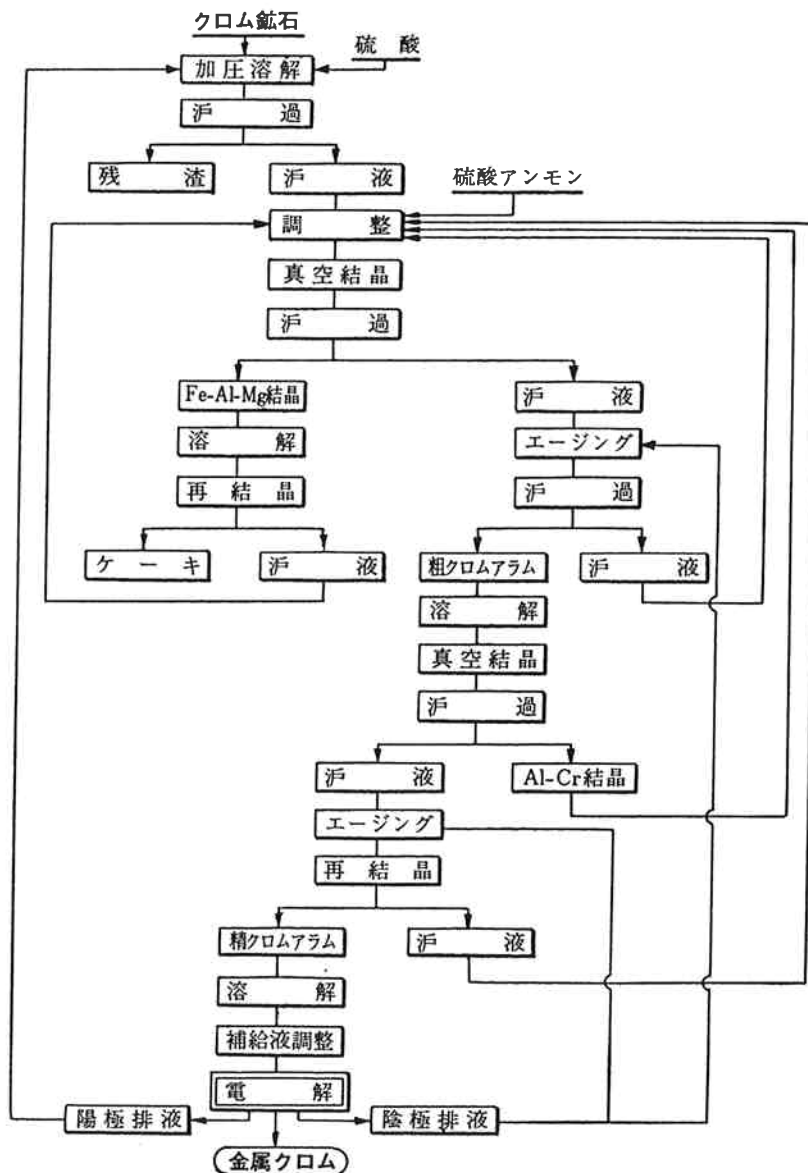 クロム鉱石
硫酸
加圧溶解
沪過
残渣
沪液
硫酸アンモン
調整
真空結晶
沪過
Fe-Al-Mg結晶
沪液
溶解
エージング
再結晶
沪過
ケーキ
沪液
粗クロムアラム
沪液
溶解
真空結晶
沪過
沪液
Al-Cr結晶
エージング
再結晶
精クロムアラム
沪液
溶解
補給液調整
電解
陽極排液
陰極排液
金属クロム